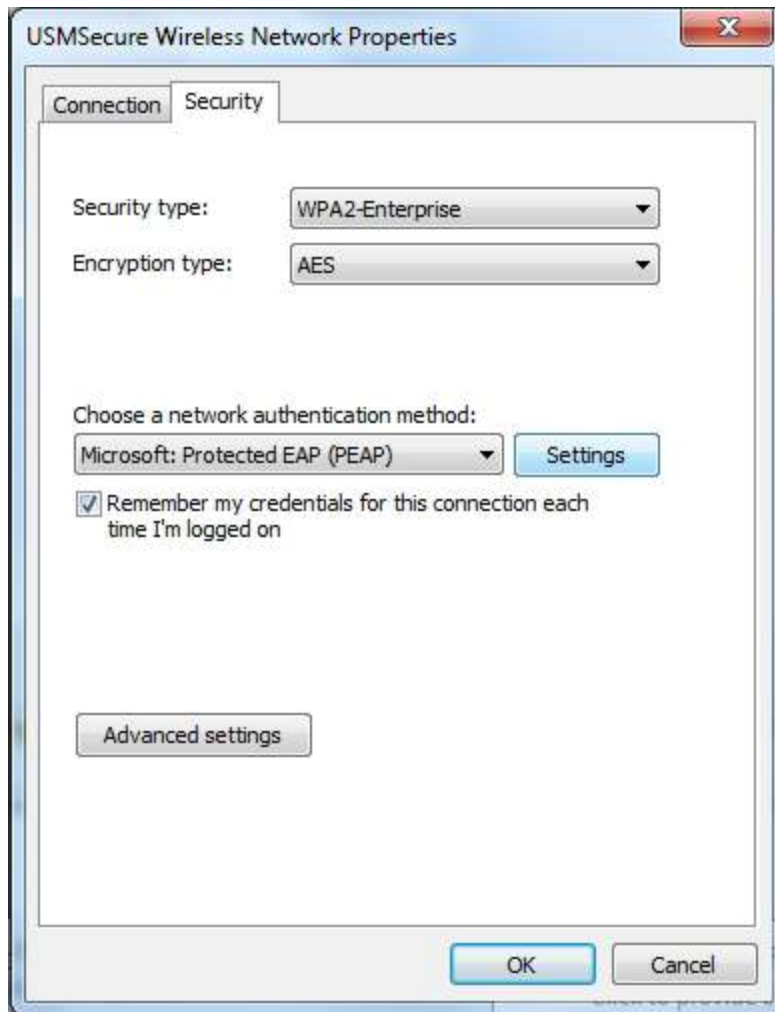 USMSecure Wireless Network Properties
Connection
Security
Security type:
WPA2-Enterprise
Encryption type:
AES
Choose a network authentication method:
Microsoft: Protected EAP (PEAP)
Settings
Remember my credentials for this connection each
time I'm logged on
Advanced settings
OK
Cancel